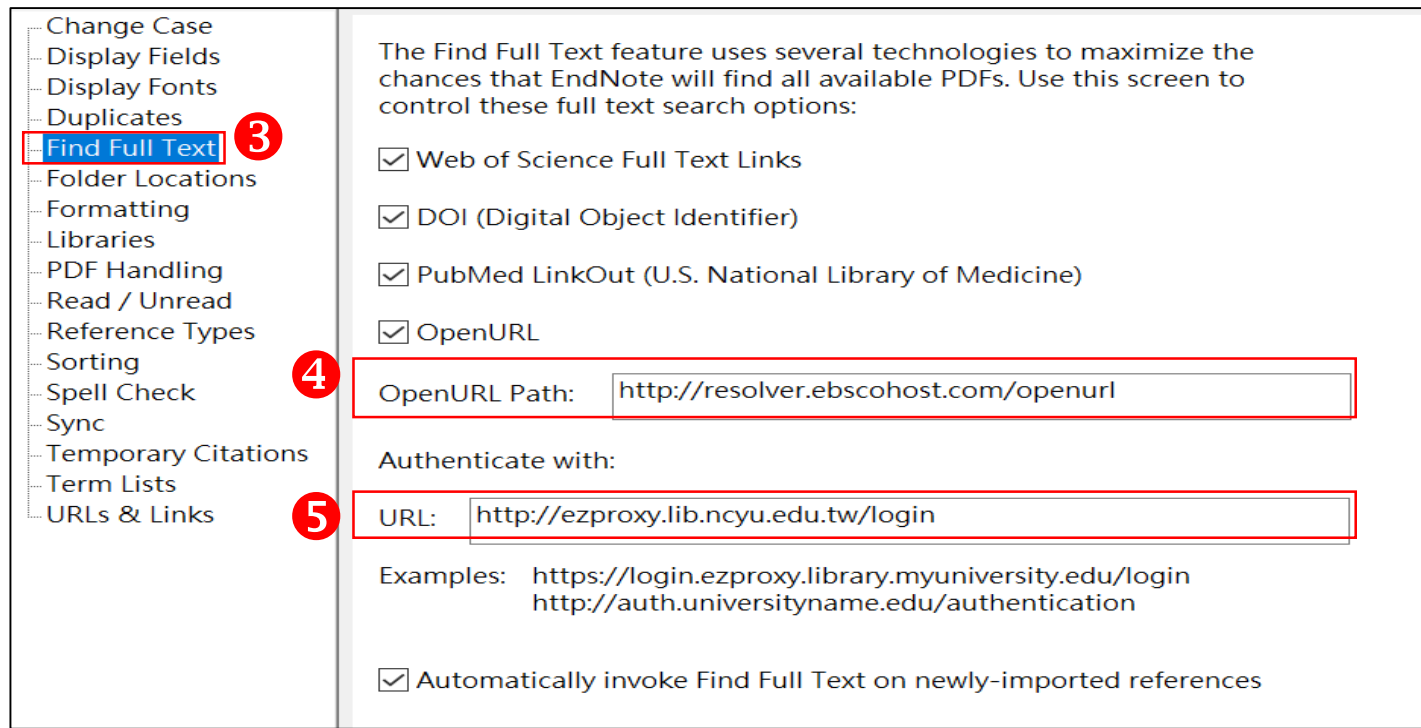 Change Case
Display Fields
Display Fonts
Duplicates
Find Full Text
3
Folder Locations
Formatting
Libraries
PDF Handling
Read / Unread
Reference Types
Sorting
Spell Check
Sync
Temporary Citations
Term Lists
URLs & Links
The Find Full Text feature uses several technologies to maximize the
chances that EndNote will find all available PDFs. Use this screen to
control these full text search options:
Web of Science Full Text Links
DOI (Digital Object Identifier)
PubMed LinkOut (U.S. National Library of Medicine)
OpenURL
4
OpenURL Path: http://resolver.ebscohost.com/openurl
Authenticate with:
5
URL: http://ezproxy.lib.ncyu.edu.tw/login
Examples: https://login.ezproxy.library.myuniversity.edu/login
http://auth.universityname.edu/authentication
Automatically invoke Find Full Text on newly-imported references